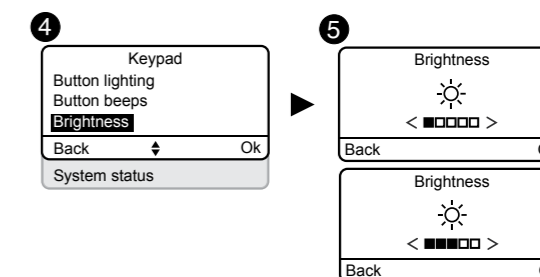 4
Keypad
Button lighting
Button beeps
Brightness
Back Ok
System status
5
Brightness
< >
Back
Brightness
< >
Back